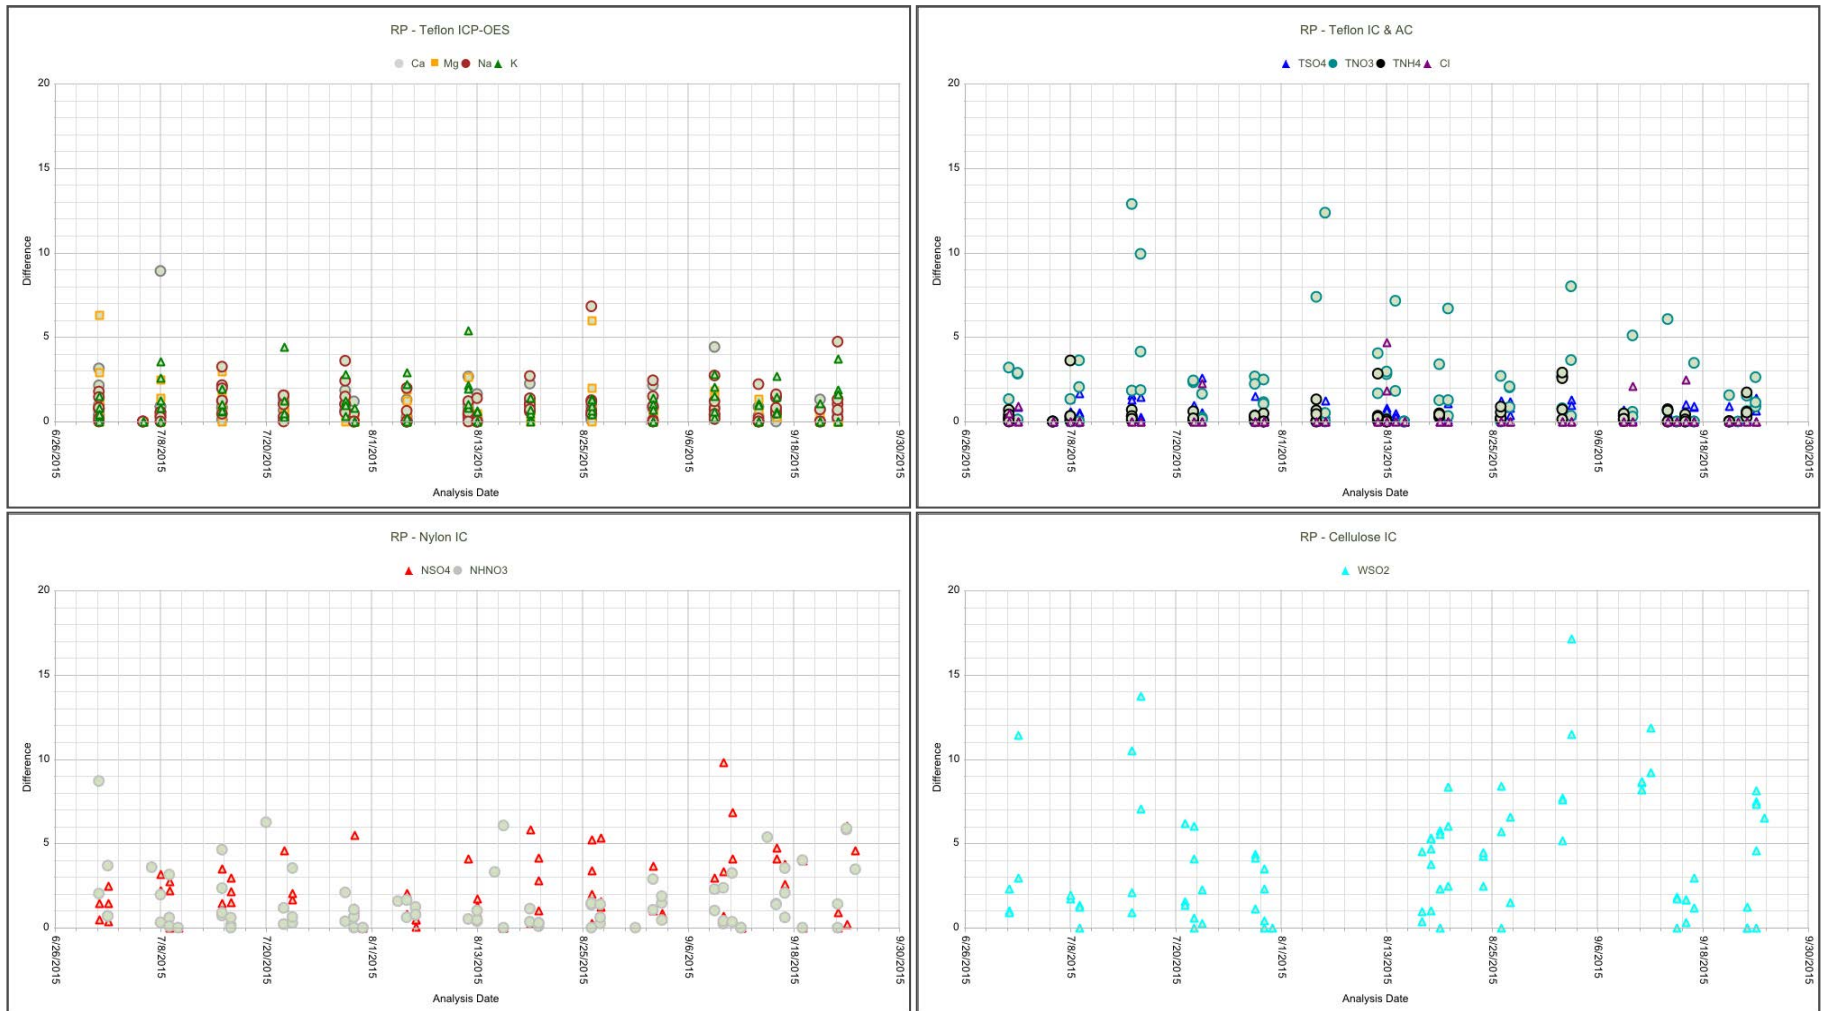 RP - Teflon ICP-OES
Ca Mg Na K
20
15
10
5
0
Difference
6/26/2015 7/8/2015 7/20/2015 8/1/2015 8/13/2015 8/25/2015 9/6/2015 9/18/2015 9/30/2015
Analysis Date
RP - Teflon IC & AC
TSO4 TNO3 TNH4 Cl
20
15
10
5
0
Difference
6/26/2015 7/8/2015 7/20/2015 8/1/2015 8/13/2015 8/25/2015 9/6/2015 9/18/2015 9/30/2015
Analysis Date
RP - Nylon IC
NSO4 NHNO3
20
15
10
5
0
Difference
6/26/2015 7/8/2015 7/20/2015 8/1/2015 8/13/2015 8/25/2015 9/6/2015 9/18/2015 9/30/2015
Analysis Date
RP - Cellulose IC
WSO2
20
15
10
5
0
Difference
6/26/2015 7/8/2015 7/20/2015 8/1/2015 8/13/2015 8/25/2015 9/6/2015 9/18/2015 9/30/2015
Analysis Date